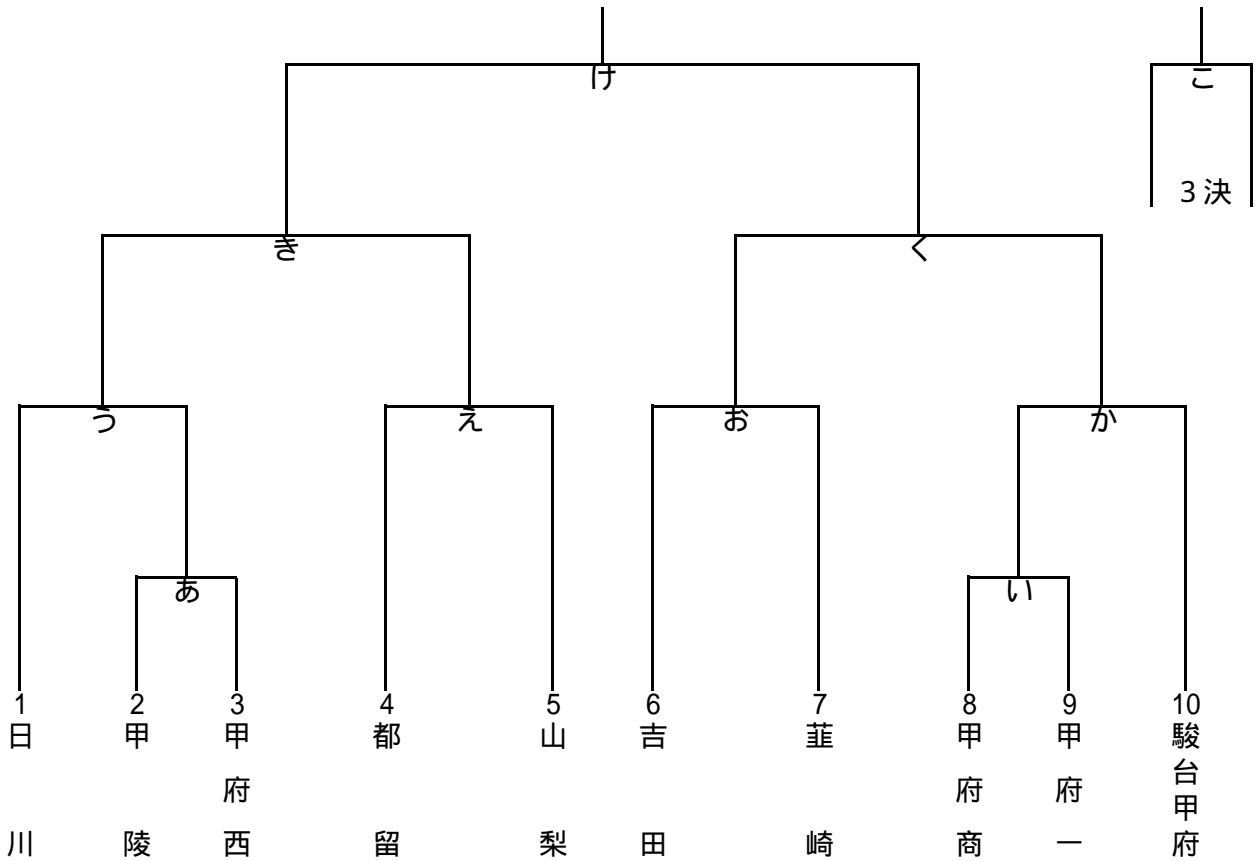 け
こ
3決
き
く
う
え
お
か
あ
い
1
日川
2
甲陵
3
甲府西
4
都留
5
山梨
6
吉田
7
韮崎
8
甲府商
9
甲府一
10
駿台甲府